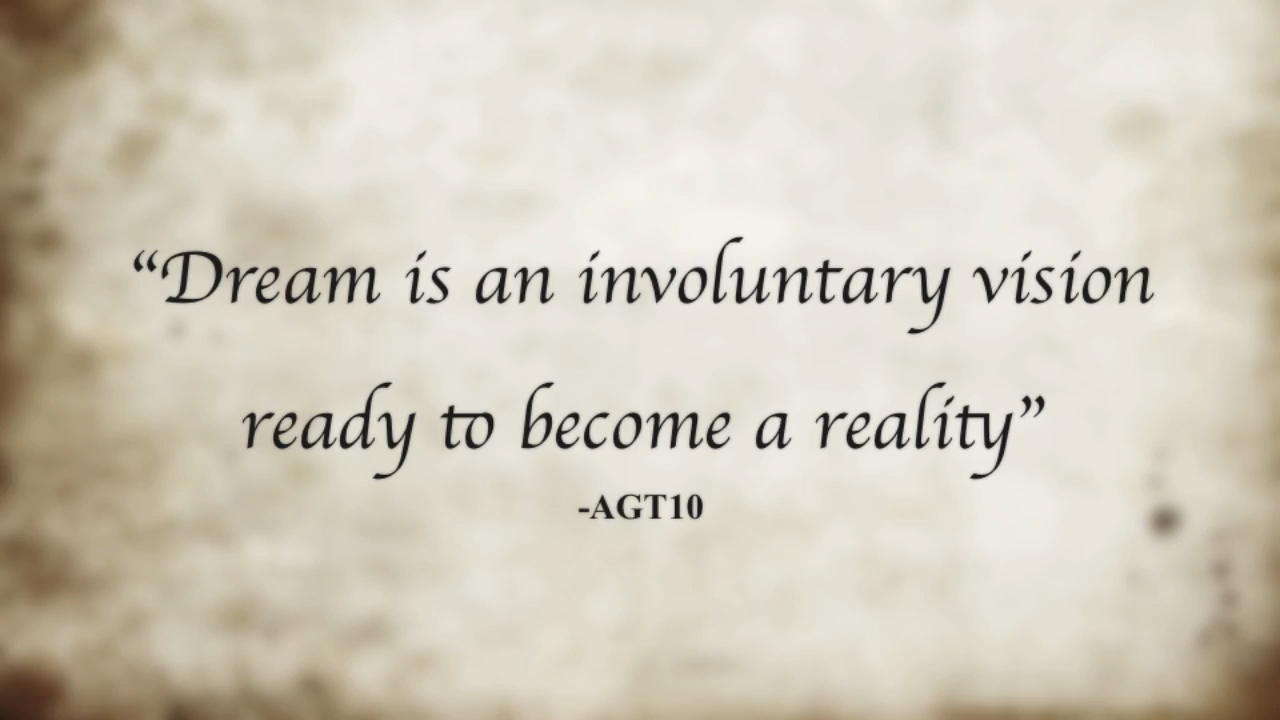 “Dream is an involuntary vision
ready to become a reality”
-AGT10